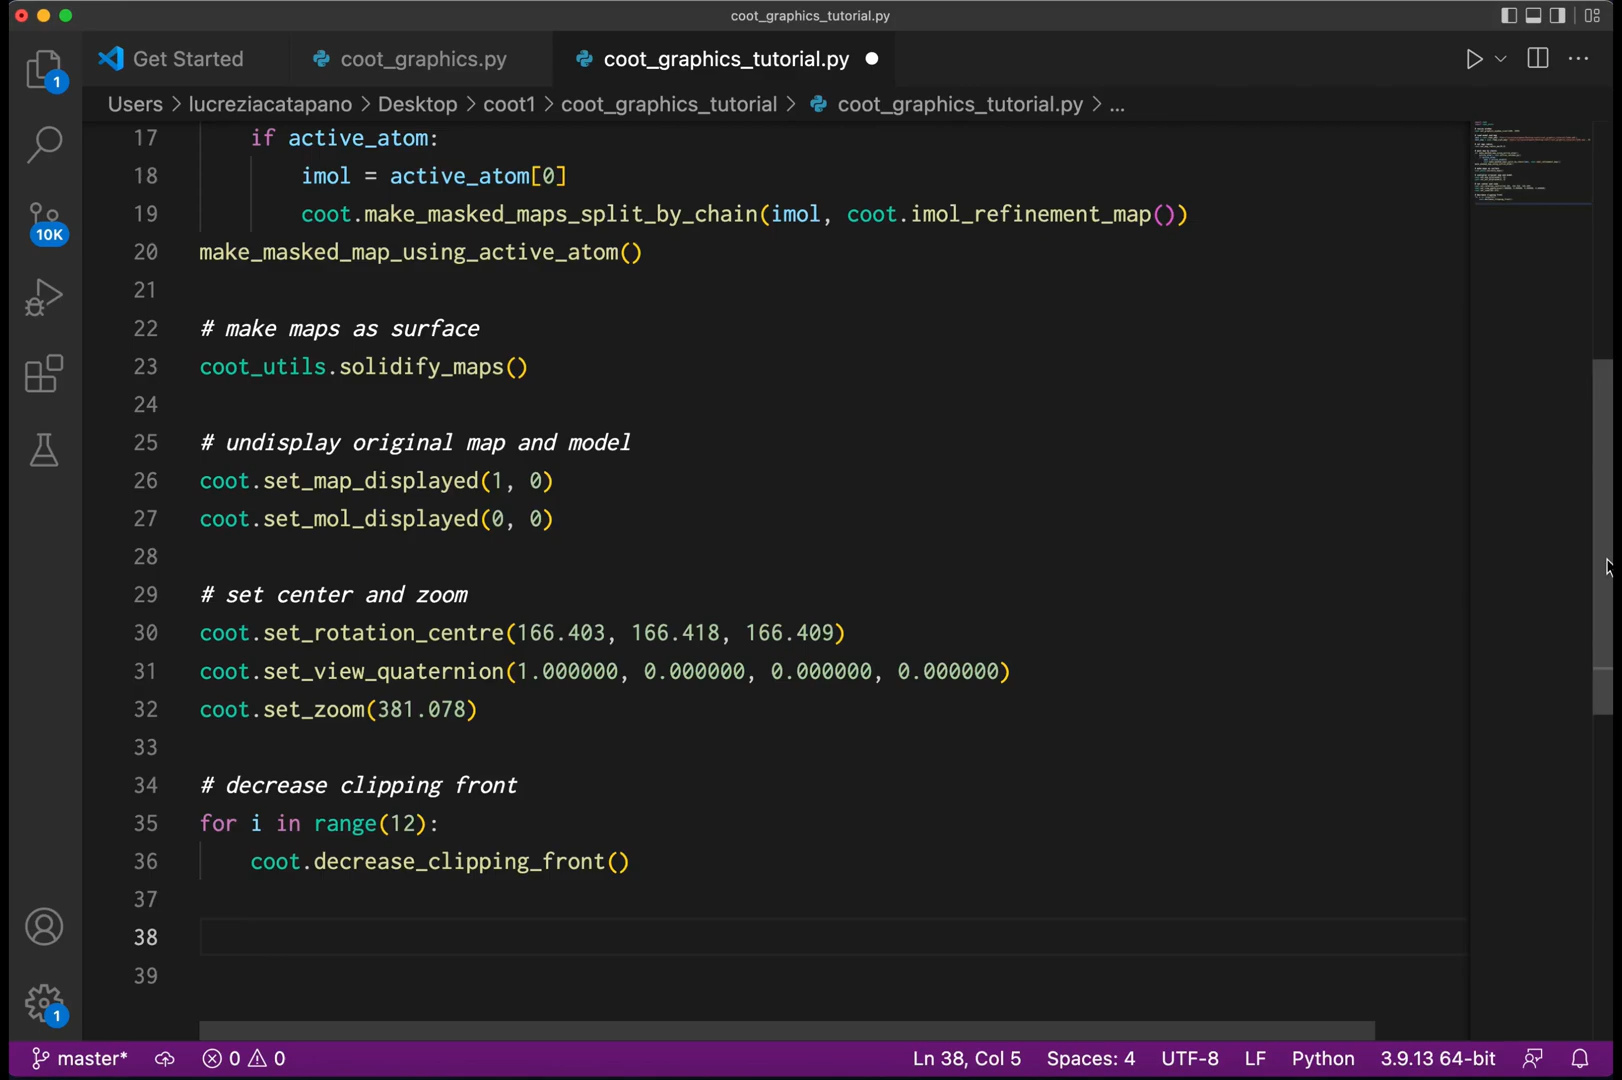 coot_graphics_tutorial.py
Get Started
coot_graphics.py
coot_graphics_tutorial.py
Users > lucreziacatapano > Desktop > coot1 > coot_graphics_tutorial > coot_graphics_tutorial.py > ...
1
10K
1
17 if active_atom:
18 imol = active_atom[0]
19 coot.make_masked_maps_split_by_chain(imol, coot.imol_refinement_map())
20 make_masked_map_using_active_atom()
21
22 # make maps as surface
23 coot_utils.solidify_maps()
24
25 # undisplay original map and model
26 coot.set_map_displayed(1, 0)
27 coot.set_mol_displayed(0, 0)
28
29 # set center and zoom
30 coot.set_rotation_centre(166.403, 166.418, 166.409)
31 coot.set_view_quaternion(1.000000, 0.000000, 0.000000, 0.000000)
32 coot.set_zoom(381.078)
33
34 # decrease clipping front
35 for i in range(12):
36 coot.decrease_clipping_front()
37
38
39
master* 0 0 Ln 38, Col 5 Spaces: 4 UTF-8 LF Python 3.9.13 64-bit